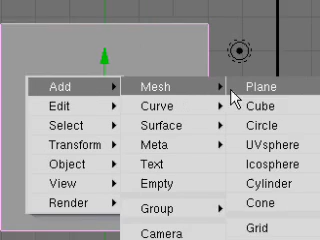 Add
Edit
Select
Transform
Object
View
Render
Mesh
Curve
Surface
Meta
Text
Empty
Group
Camera
Plane
Cube
Circle
UVsphere
Icosphere
Cylinder
Cone
Grid